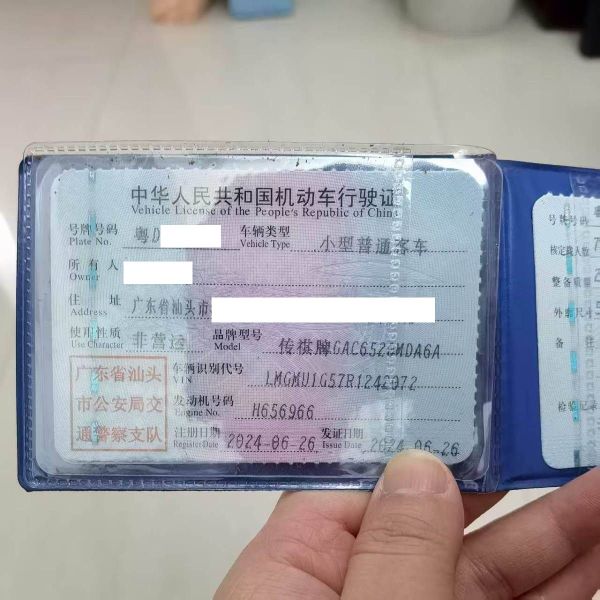 中华人民共和国机动车行驶证
Vehicle License of the People's Republic of China
号牌号码 粤 车辆类型 小型普通客车
Plate No. Vehicle Type
所有人
Owner
住址 广东省汕头市
Address
使用性质 非营运 品牌型号 传祺牌GAC6520MDA6A
Use Character Model
车辆识别代号 LMGMU1G57R1242072
VIN
发动机号码 H656966
Engine No.
注册日期 2024-06-26 发证日期 2024-06-26
Register Date Issue Date
广东省汕头
市公安局交
通警察支队
号牌号码 粤
核定载人数
整备质量
外廓尺寸
备注
检验记录